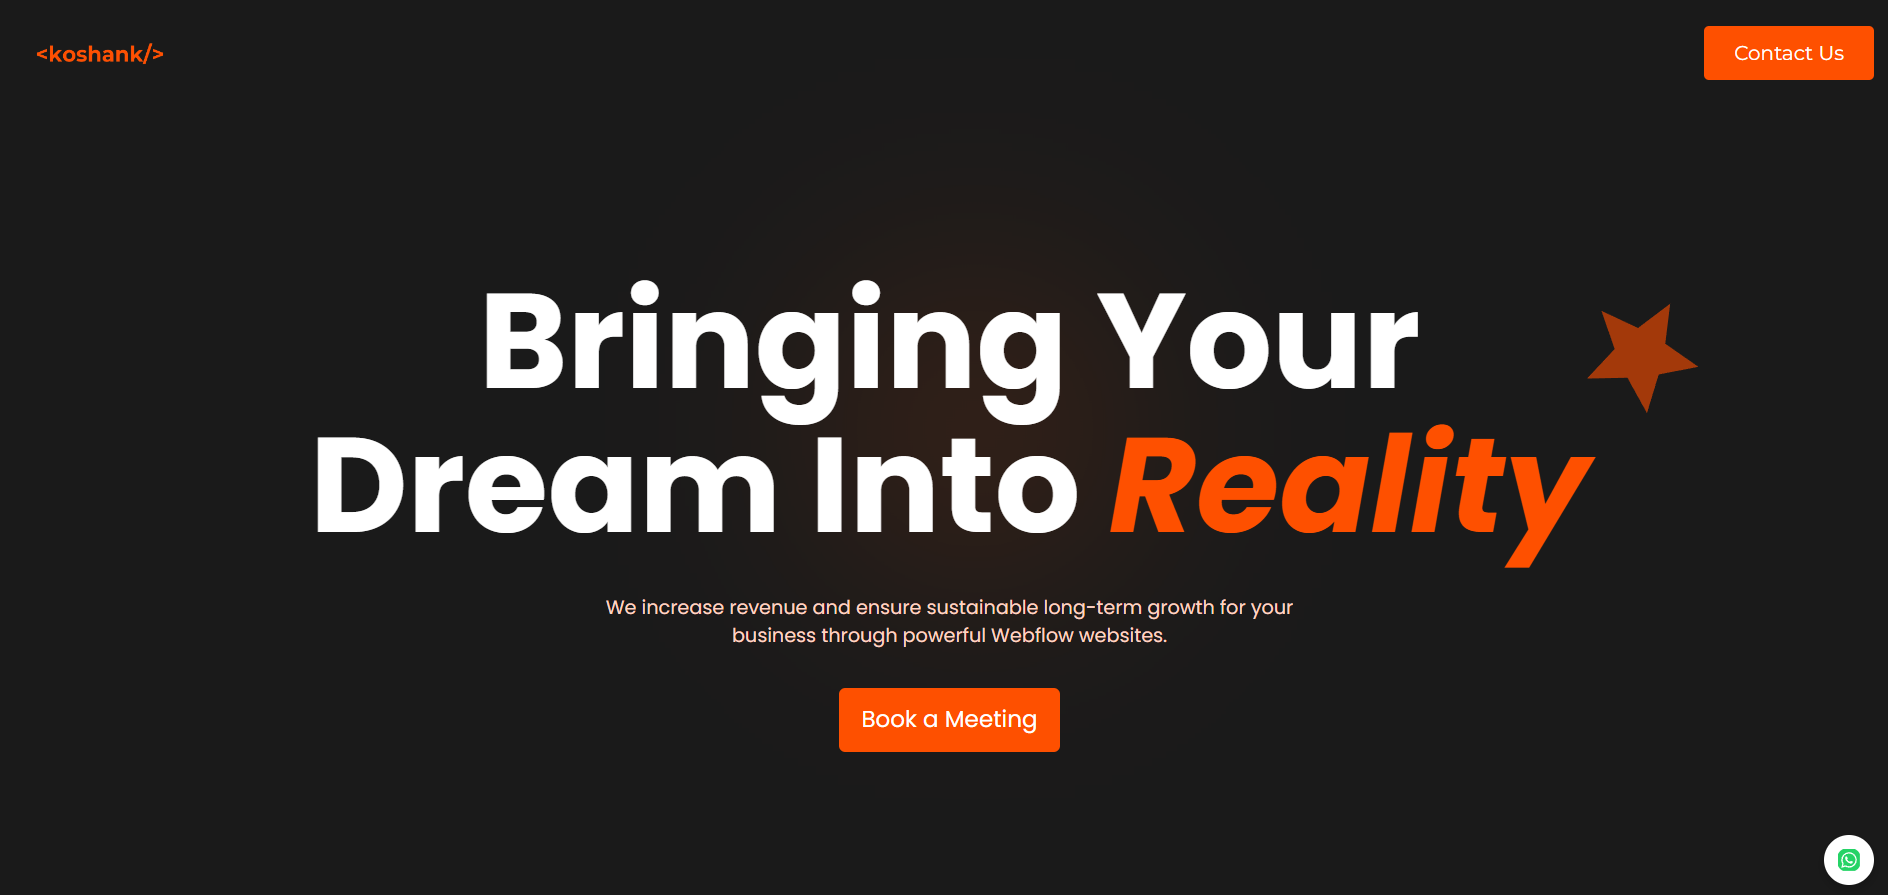 <koshank/>
Contact Us
Bringing Your
Dream Into Reality
We increase revenue and ensure sustainable long-term growth for your
business through powerful Webflow websites.
Book a Meeting